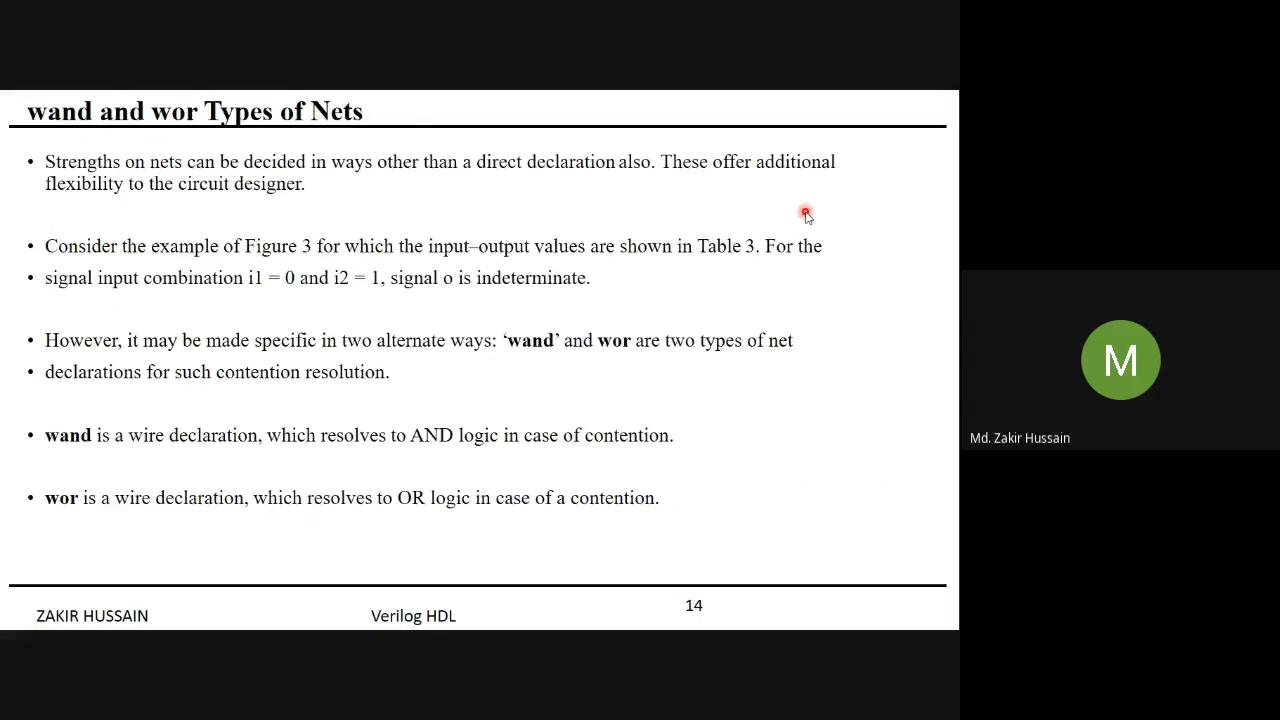 wand and wor Types of Nets
• Strengths on nets can be decided in ways other than a direct declaration also. These offer additional
flexibility to the circuit designer.
• Consider the example of Figure 3 for which the input–output values are shown in Table 3. For the
• signal input combination i1 = 0 and i2 = 1, signal o is indeterminate.
• However, it may be made specific in two alternate ways: ‘wand’ and wor are two types of net
• declarations for such contention resolution.
• wand is a wire declaration, which resolves to AND logic in case of contention.
• wor is a wire declaration, which resolves to OR logic in case of a contention.
ZAKIR HUSSAIN
Verilog HDL
14
M
Md. Zakir Hussain